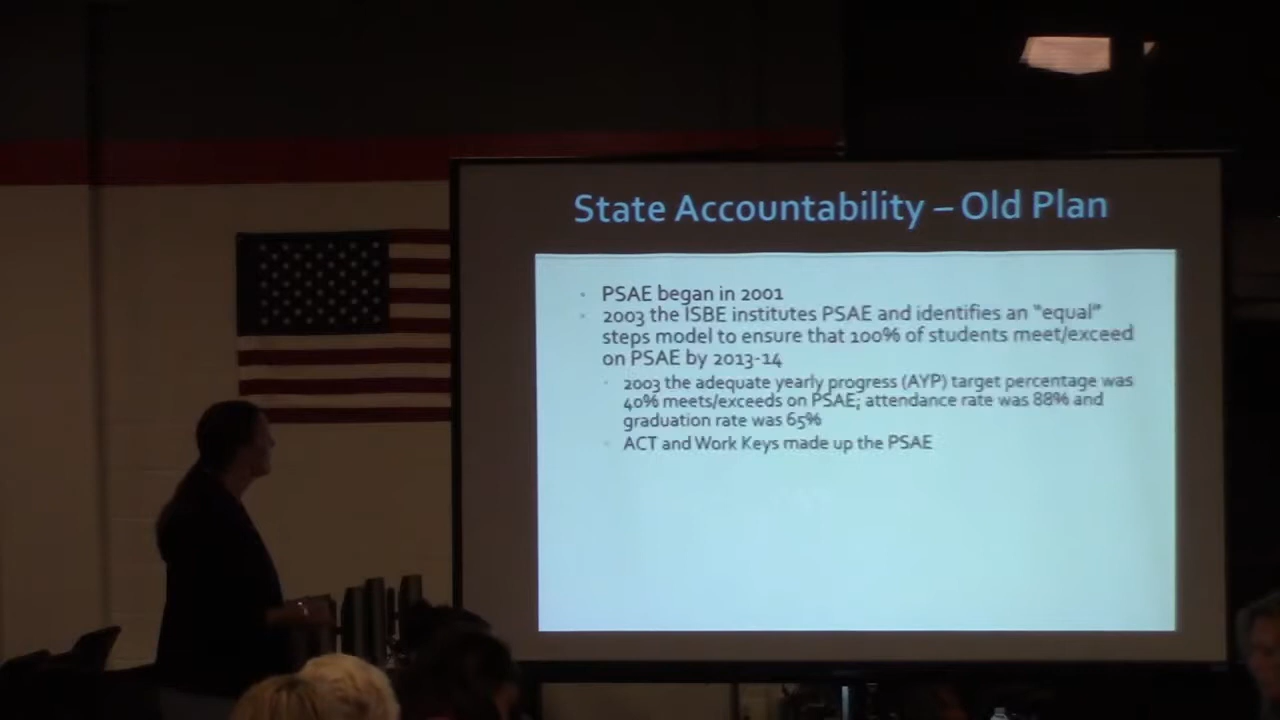 State Accountability – Old Plan
PSAE began in 2001
2003 the ISBE institutes PSAE and identifies an "equal"
steps model to ensure that 100% of students meet/exceed
on PSAE by 2013-14
2003 the adequate yearly progress (AYP) target percentage was
40% meets/exceeds on PSAE; attendance rate was 88% and
graduation rate was 65%
ACT and Work Keys made up the PSAE